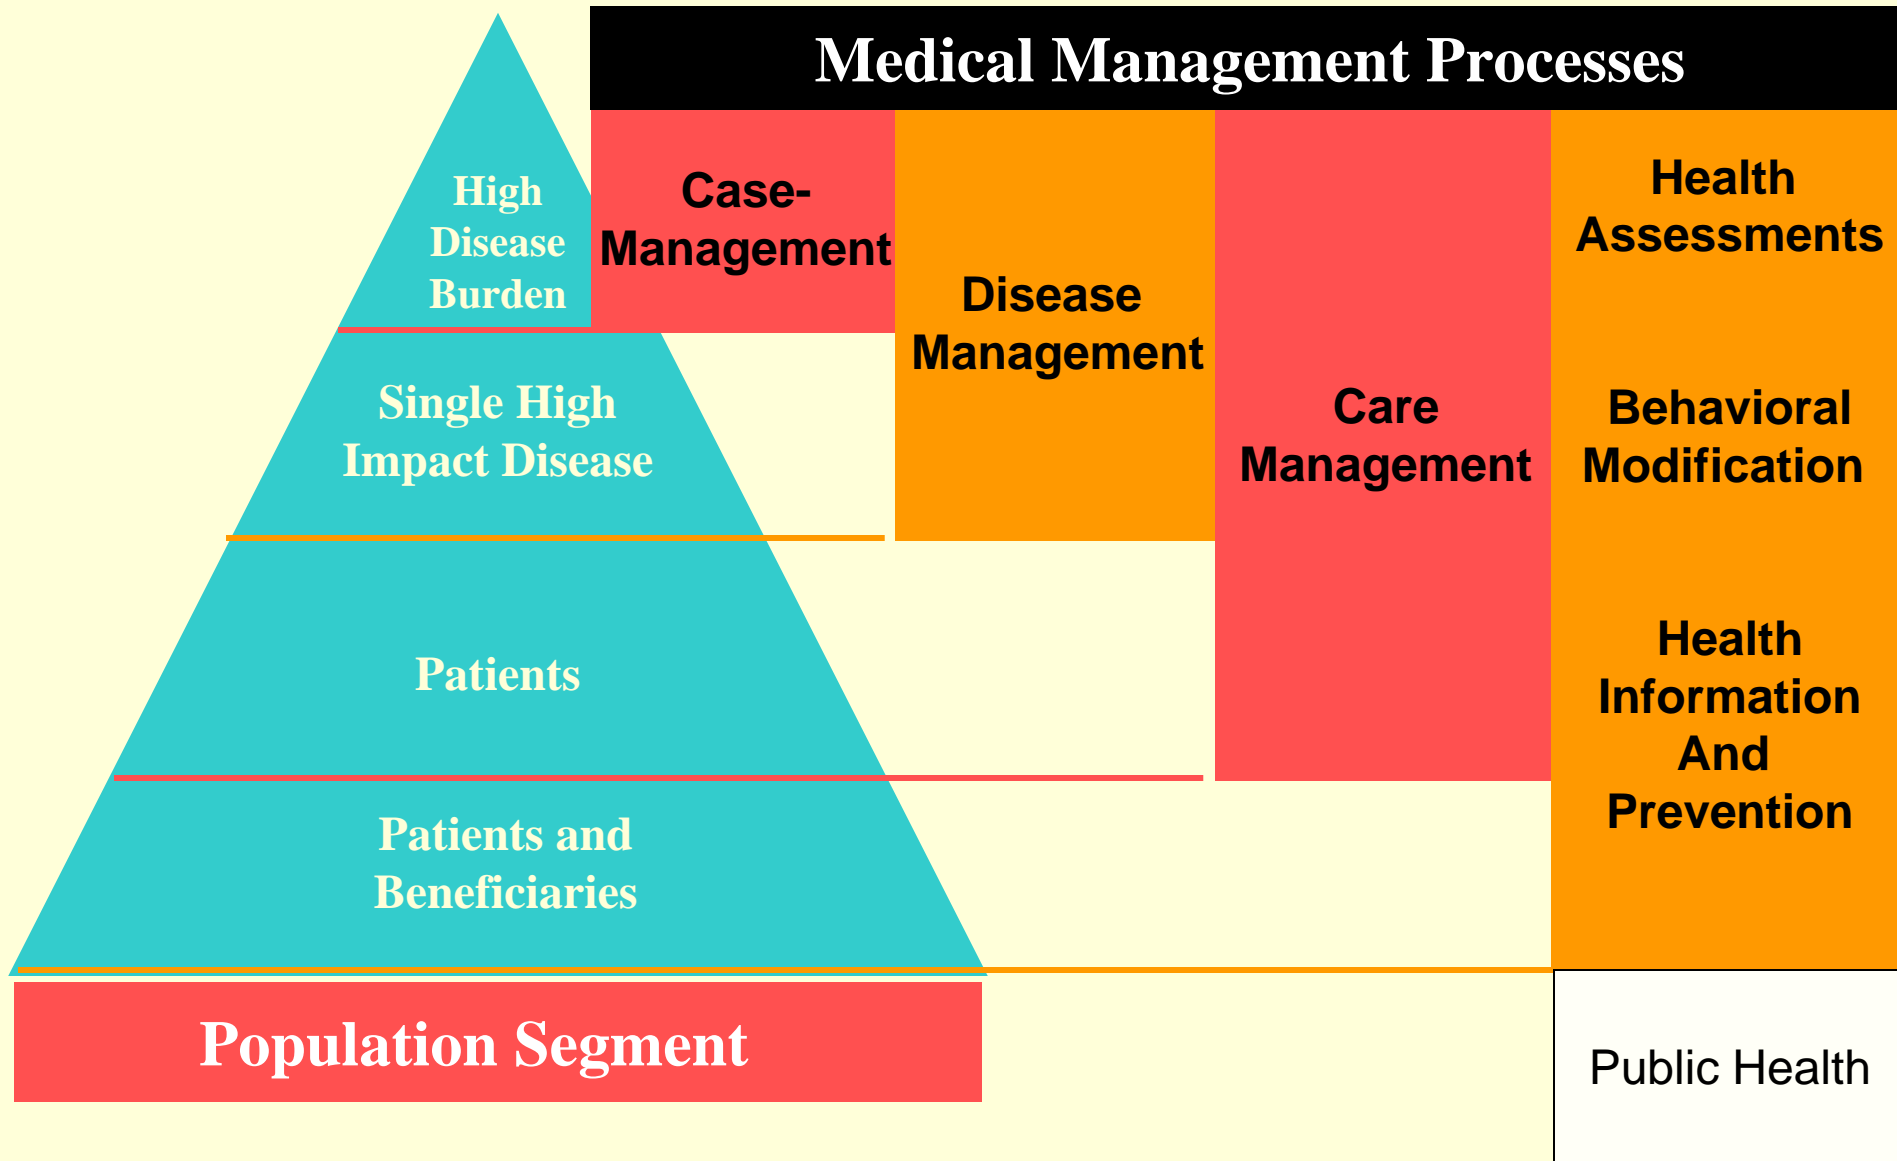 Medical Management Processes
High
Disease
Burden
Case-
Management
Disease
Management
Care
Management
Health
Assessments
Single High
Impact Disease
Behavioral
Modification
Patients
Health
Information
And
Prevention
Patients and
Beneficiaries
Population Segment
Public Health